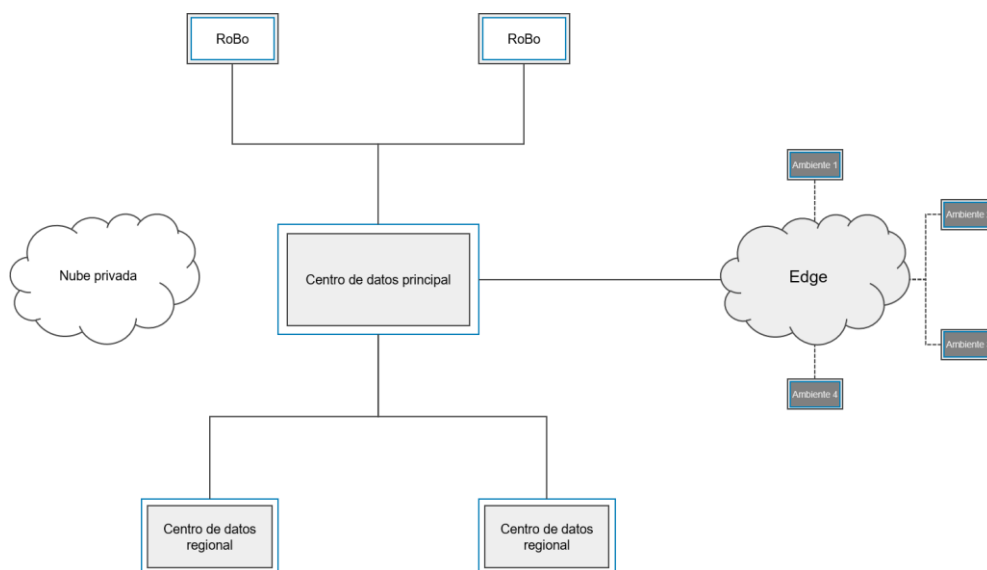 RoBo
RoBo
Ambiente 1
Ambiente
Nube privada
Centro de datos principal
Edge
Ambiente
Ambiente 4
Centro de datos
regional
Centro de datos
regional